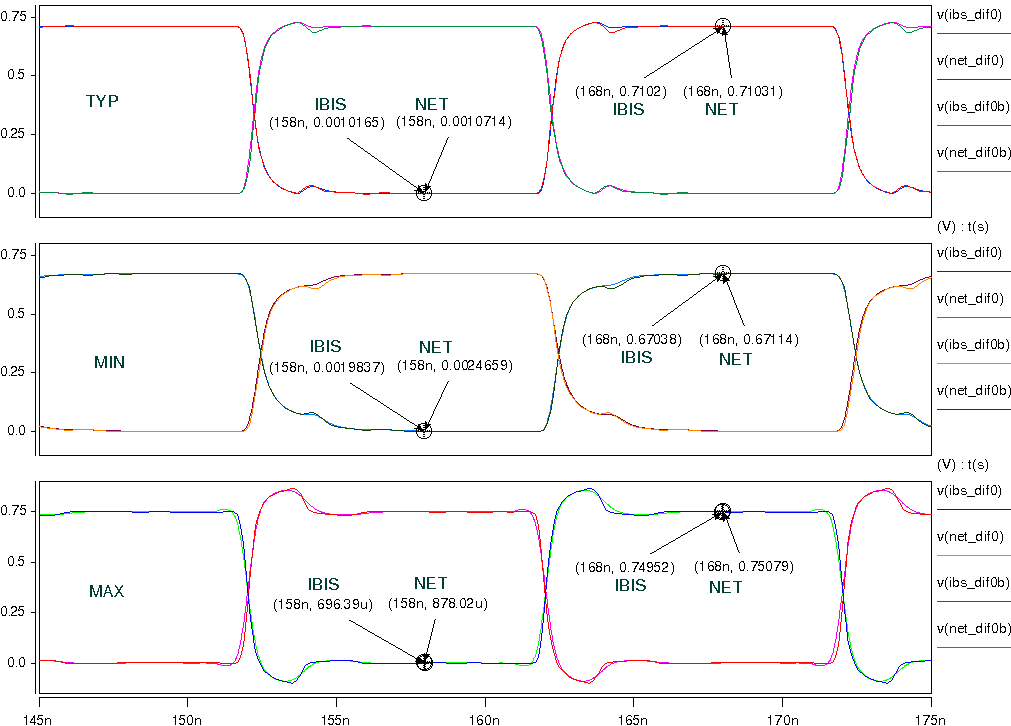 0.75
v(ibs_dif0)
v(net_dif0)
0.5
TYP
IBIS
NET
(158n, 0.0010165)
(158n, 0.0010714)
(168n, 0.7102)
(168n, 0.71031)
IBIS
NET
v(ibs_dif0b)
0.25
v(net_dif0b)
0.0
(V) : t(s)
0.75
v(ibs_dif0)
v(net_dif0)
0.5
MIN
IBIS
NET
(158n, 0.0019837)
(158n, 0.0024659)
(168n, 0.67038)
(168n, 0.67114)
IBIS
NET
v(ibs_dif0b)
0.25
v(net_dif0b)
0.0
(V) : t(s)
v(ibs_dif0)
0.75
v(net_dif0)
0.5
MAX
IBIS
NET
(158n, 696.39u)
(158n, 878.02u)
(168n, 0.74952)
(168n, 0.75079)
IBIS
NET
v(ibs_dif0b)
0.25
v(net_dif0b)
0.0
145n 150n 155n 160n 165n 170n 175n